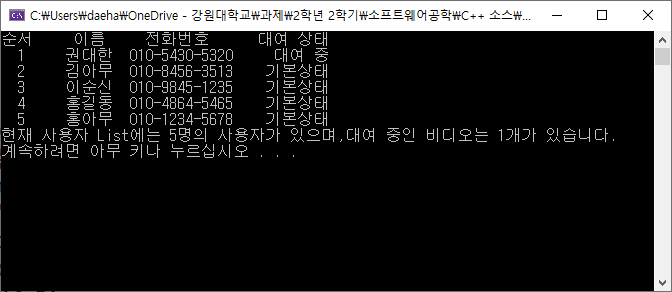 C:₩Users₩daeha₩OneDrive - 강원대학교₩과제₩2학년 2학기₩소프트웨어공학₩C++ 소스₩...
순서 이름 전화번호 대여 상태
1 권대한 010-5430-5320 대여 중
2 김아무 010-8456-3513 기본상태
3 이순신 010-9845-1235 기본상태
4 홍길동 010-4864-5465 기본상태
5 홍아무 010-1234-5678 기본상태
현재 사용자 List에는 5명의 사용자가 있으며,대여 중인 비디오는 1개가 있습니다.
계속하려면 아무 키나 누르십시오 . . .